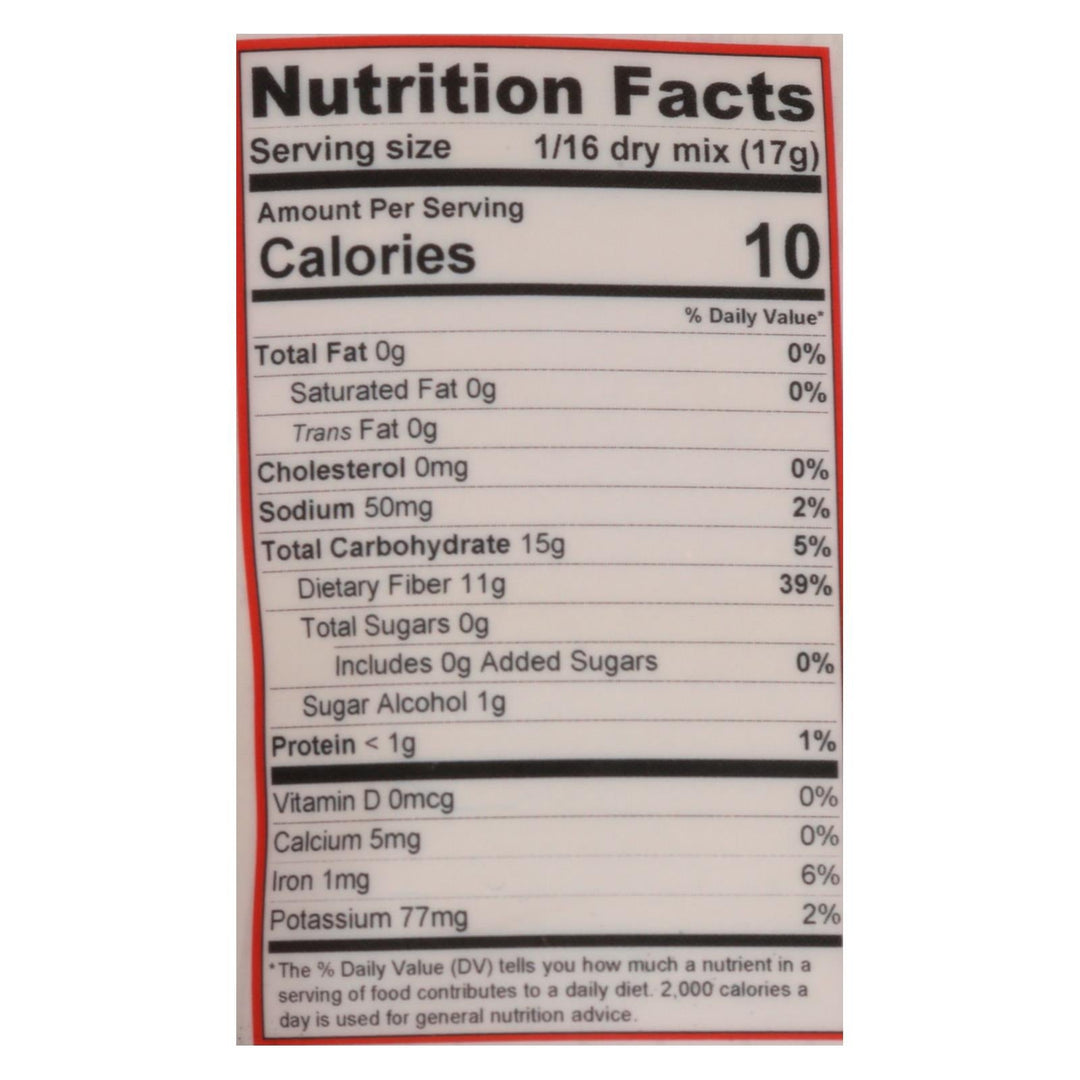 Nutrition Facts
Serving size 1/16 dry mix (17g)
Amount Per Serving
Calories 10
% Daily Value*
Total Fat 0g 0%
Saturated Fat 0g 0%
Trans Fat 0g
Cholesterol 0mg 0%
Sodium 50mg 2%
Total Carbohydrate 15g 5%
Dietary Fiber 11g 39%
Total Sugars 0g
Includes 0g Added Sugars 0%
Sugar Alcohol 1g
Protein < 1g 1%
Vitamin D 0mcg 0%
Calcium 5mg 0%
Iron 1mg 6%
Potassium 77mg 2%
*The % Daily Value (DV) tells you how much a nutrient in a
serving of food contributes to a daily diet. 2,000 calories a
day is used for general nutrition advice.